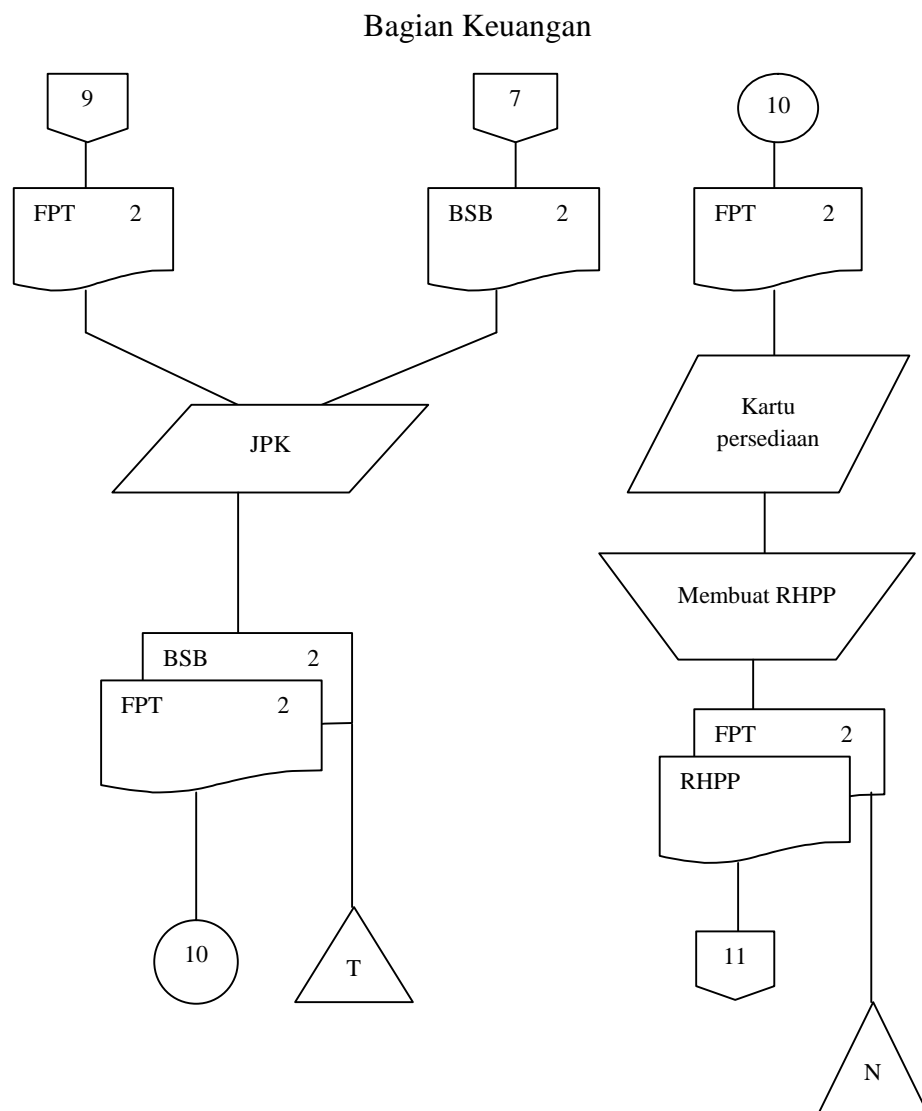 Bagian Keuangan
9
7
10
FPT 2
BSB 2
FPT 2
JPK
Kartu
persediaan
Membuat RHPP
BSB 2
FPT 2
FPT 2
RHPP
10
T
11
N